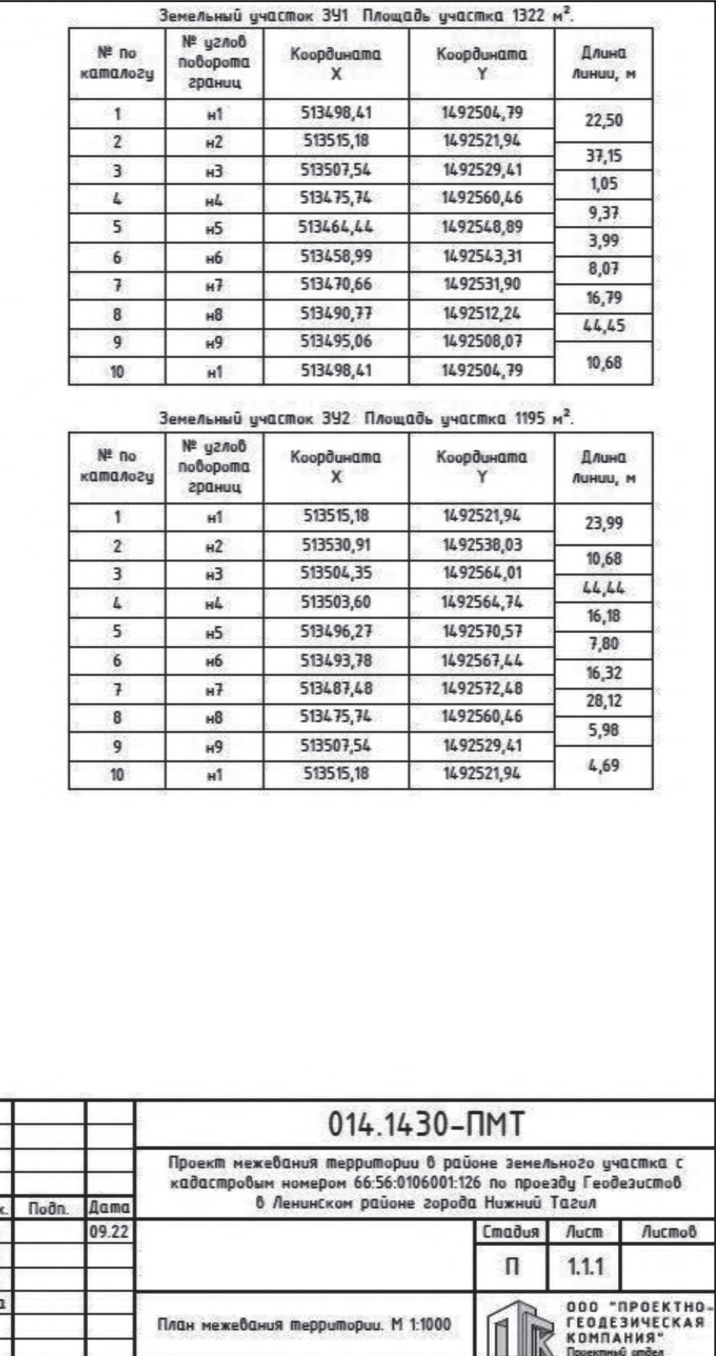 Земельный участок ЗУ1 Площадь участка 1322 м².
№ по каталогу № углов поворота границ Координата X Координата Y Длина линии, м
1 н1 513498,41 1492504,79 22,50
2 н2 513515,18 1492521,94 37,15
3 н3 513507,54 1492529,41 1,05
4 н4 513475,74 1492560,46 9,37
5 н5 513464,44 1492548,89 3,99
6 н6 513458,99 1492543,31 8,07
7 н7 513470,66 1492531,90 16,79
8 н8 513490,77 1492512,24 44,45
9 н9 513495,06 1492508,07 10,68
10 н1 513498,41 1492504,79
Земельный участок ЗУ2 Площадь участка 1195 м².
№ по каталогу № углов поворота границ Координата X Координата Y Длина линии, м
1 н1 513515,18 1492521,94 23,99
2 н2 513530,91 1492538,03 10,68
3 н3 513504,35 1492564,01 44,44
4 н4 513503,60 1492564,74 16,18
5 н5 513496,27 1492570,57 7,80
6 н6 513493,78 1492567,44 16,32
7 н7 513487,48 1492572,48 28,12
8 н8 513475,74 1492560,46 5,98
9 н9 513507,54 1492529,41 4,69
10 н1 513515,18 1492521,94
014.1430-ПМТ
Проект межевания территории в районе земельного участка с
кадастровым номером 66:56:0106001:126 по проезду Геодезистов
в Ленинском районе города Нижний Тагил
Подп. Дата
09.22
Стадия Лист Листов
П 1.1.1
План межевания территории. М 1:1000
ООО "ПРОЕКТНО-
ГЕОДЕЗИЧЕСКАЯ
КОМПАНИЯ"
Проектный отдел